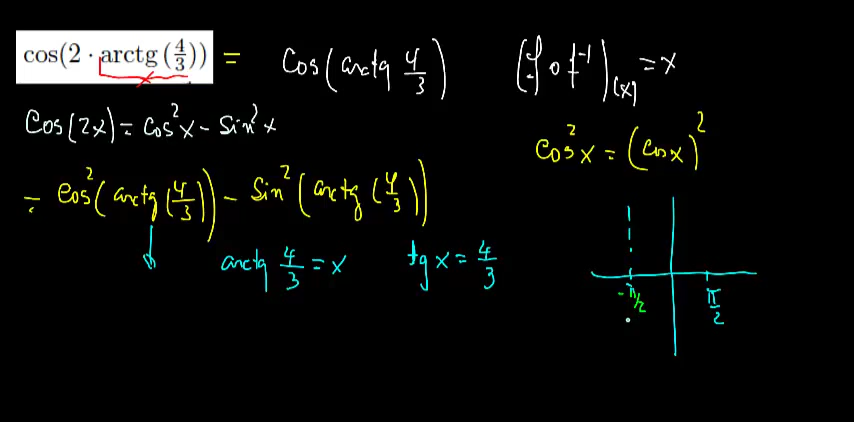 cos(2 · arctg (4/3)) = Cos(arctg 4/3) (f o f⁻¹)(x) = x
Cos(2x) = Cos²x - Sin²x
Cos²x = (Cosx)²
= Cos²(arctg(4/3)) - Sin²(arctg(4/3))
arctg 4/3 = x tg x = 4/3
-π/2 π/2